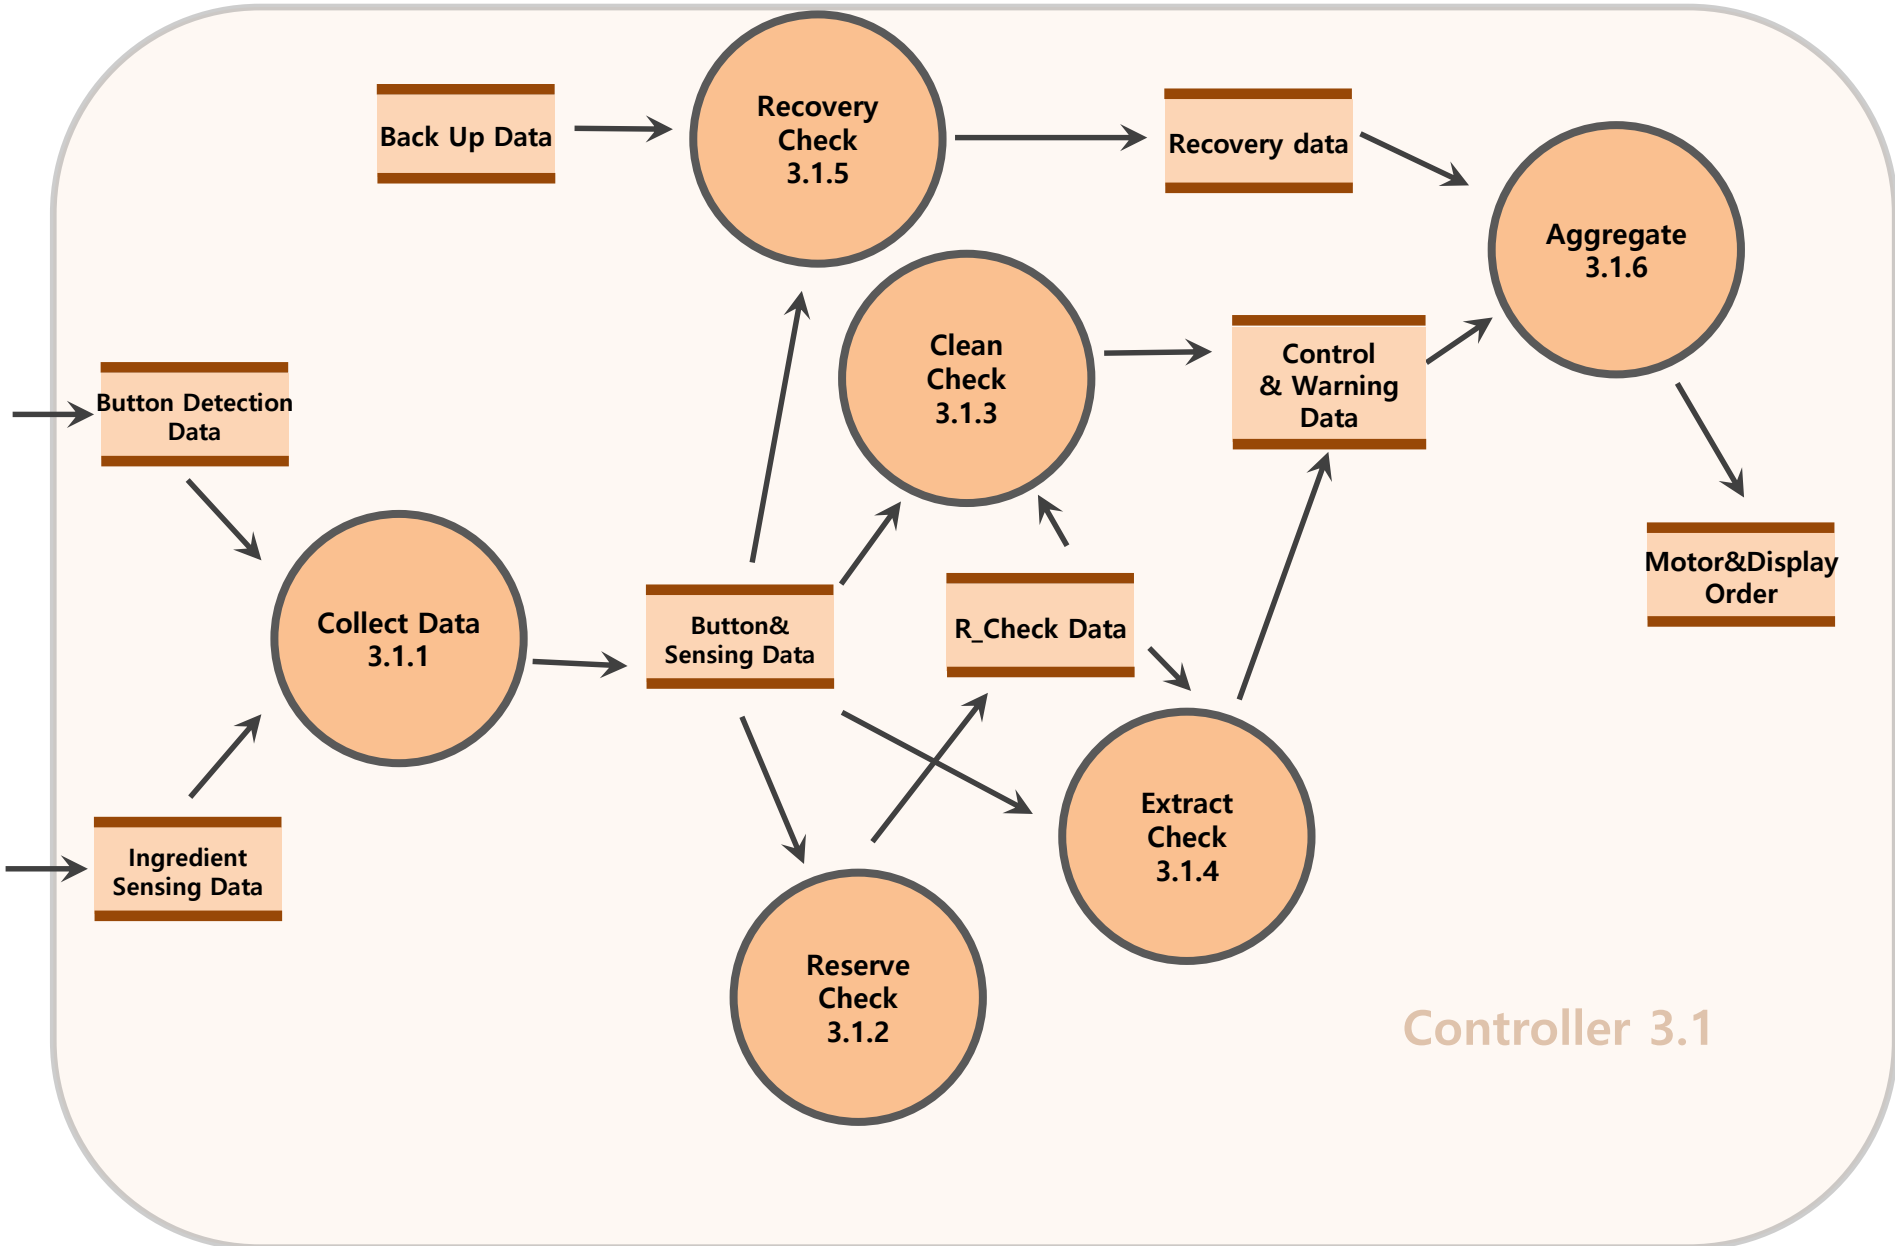 Back Up Data
Recovery
Check
3.1.5
Recovery data
Aggregate
3.1.6
Clean
Check
3.1.3
Control
& Warning
Data
Button Detection
Data
Collect Data
3.1.1
Button&
Sensing Data
R_Check Data
Motor&Display
Order
Ingredient
Sensing Data
Extract
Check
3.1.4
Reserve
Check
3.1.2
Controller 3.1